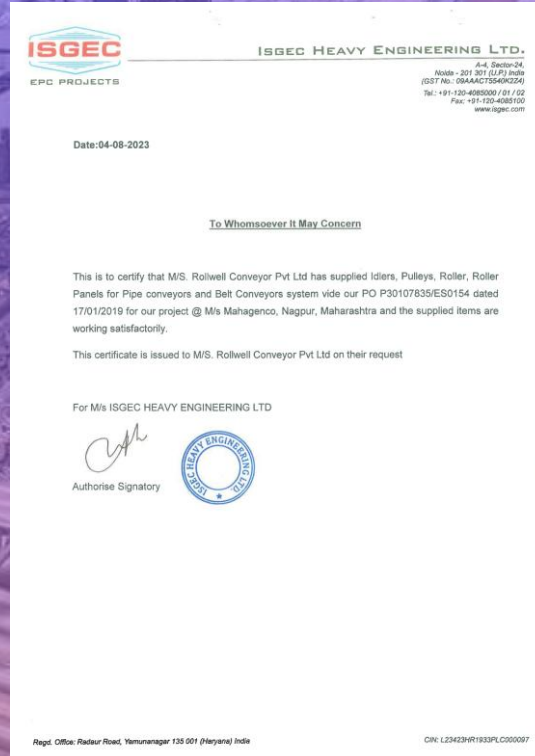 ISGEC
EPC PROJECTS
ISGEC HEAVY ENGINEERING LTD.
A-4, Sector-24,
Noida - 201 301 (U.P.) India
(GST No.: 09AAACT5540K2Z4)
Tel.: +91-120-4085000 / 01 / 02
Fax: +91-120-4085100
www.isgec.com
Date:04-08-2023
To Whomsoever It May Concern
This is to certify that M/S. Rollwell Conveyor Pvt Ltd has supplied Idlers, Pulleys, Roller, Roller
Panels for Pipe conveyors and Belt Conveyors system vide our PO P30107835/ES0154 dated
17/01/2019 for our project @ M/s Mahagenco, Nagpur, Maharashtra and the supplied items are
working satisfactorily.
This certificate is issued to M/S. Rollwell Conveyor Pvt Ltd on their request
For M/s ISGEC HEAVY ENGINEERING LTD
ISGEC HEAVY ENGINEERING LTD.
Authorise Signatory
Regd. Office: Radaur Road, Yamunanagar 135 001 (Haryana) India
CIN: L23423HR1933PLC000097